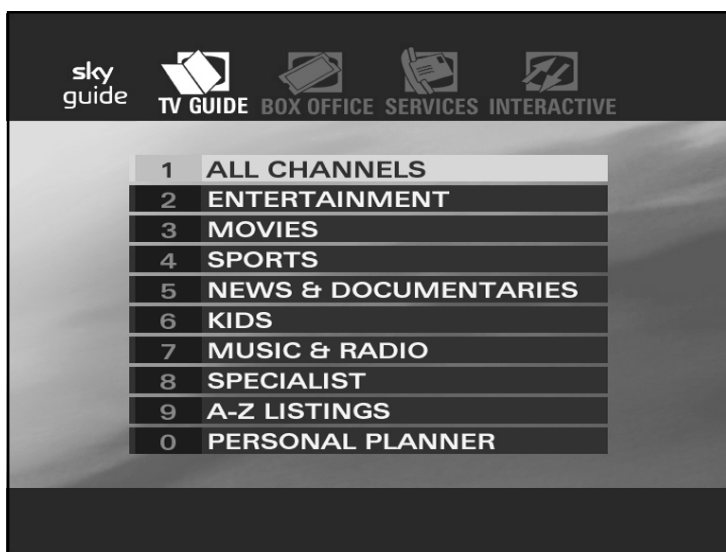 sky
guide
TV GUIDE BOX OFFICE SERVICES INTERACTIVE
1 ALL CHANNELS
2 ENTERTAINMENT
3 MOVIES
4 SPORTS
5 NEWS & DOCUMENTARIES
6 KIDS
7 MUSIC & RADIO
8 SPECIALIST
9 A-Z LISTINGS
0 PERSONAL PLANNER